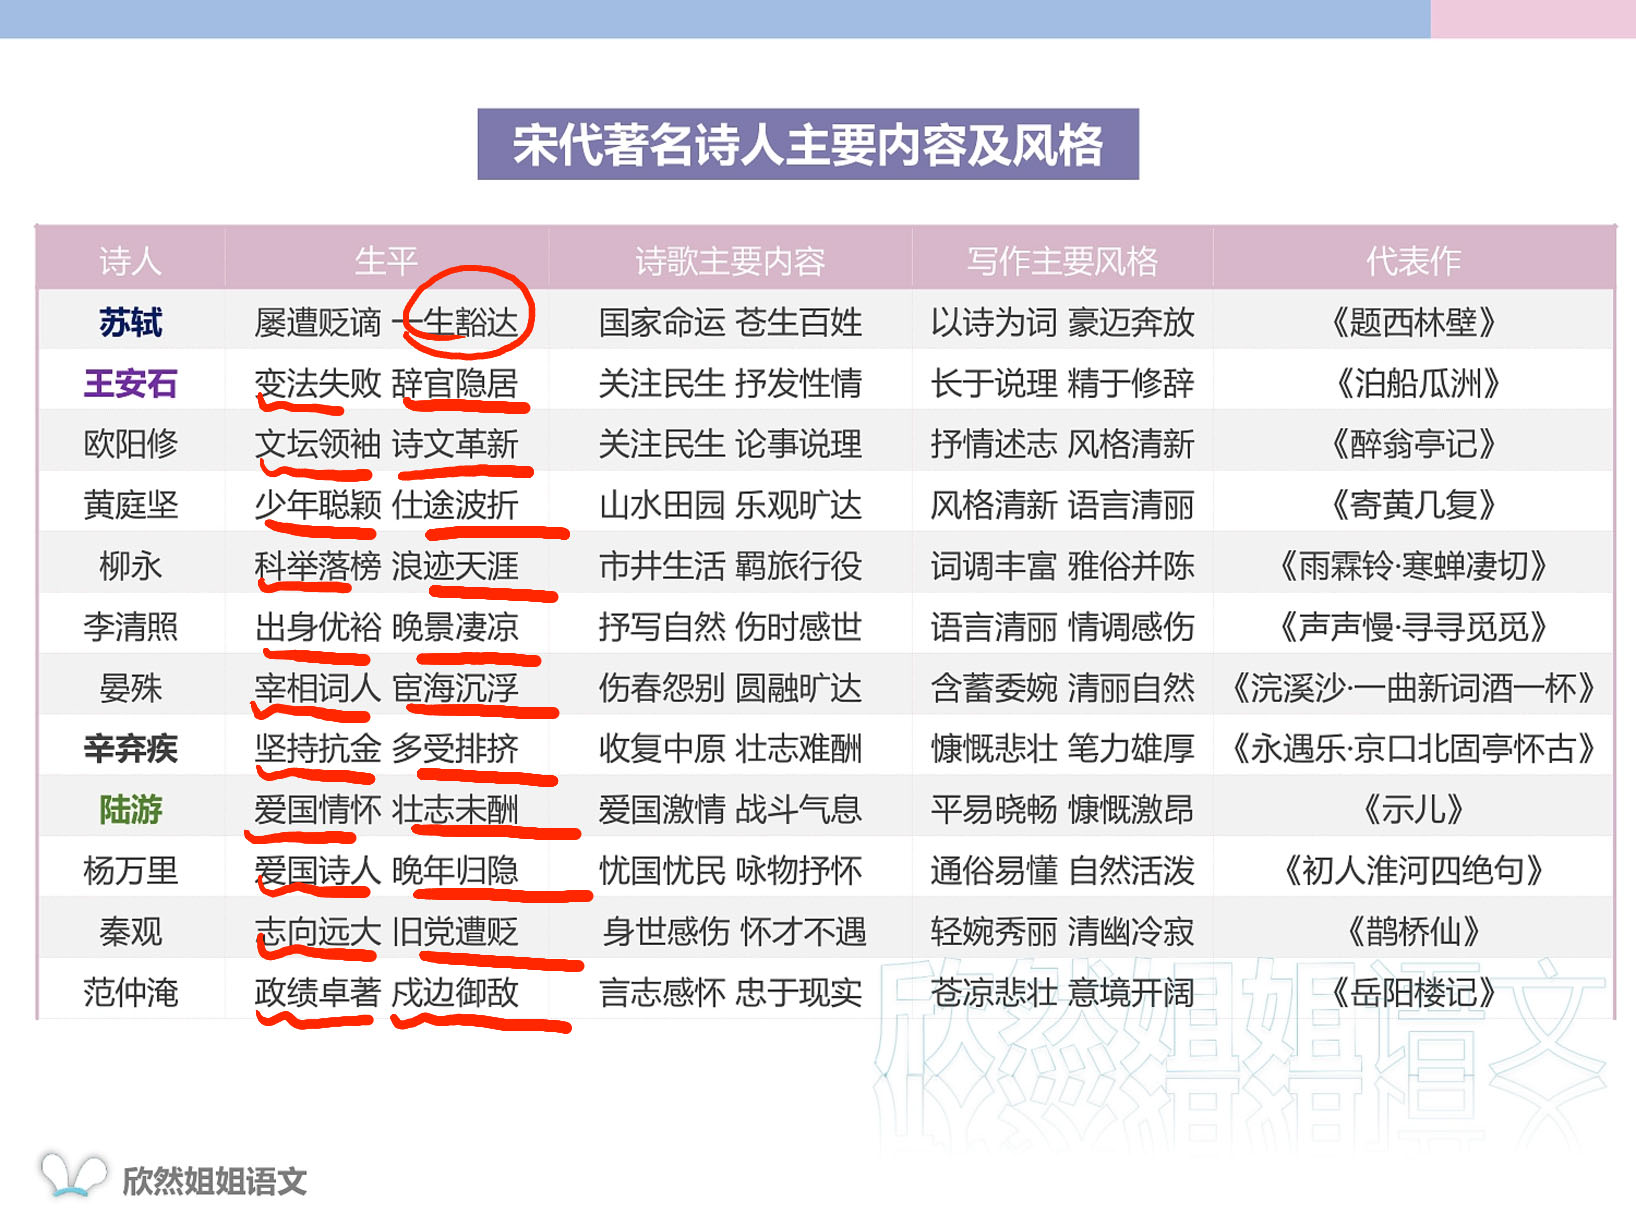 宋代著名诗人主要内容及风格
诗人 生平 诗歌主要内容 写作主要风格 代表作
苏轼 屡遭贬谪 一生豁达 国家命运 苍生百姓 以诗为词 豪迈奔放 《题西林壁》
王安石 变法失败 辞官隐居 关注民生 抒发性情 长于说理 精于修辞 《泊船瓜洲》
欧阳修 文坛领袖 诗文革新 关注民生 论事说理 抒情述志 风格清新 《醉翁亭记》
黄庭坚 少年聪颖 仕途波折 山水田园 乐观旷达 风格清新 语言清丽 《寄黄几复》
柳永 科举落榜 浪迹天涯 市井生活 羁旅行役 词调丰富 雅俗并陈 《雨霖铃·寒蝉凄切》
李清照 出身优裕 晚景凄凉 抒写自然 伤时感世 语言清丽 情调感伤 《声声慢·寻寻觅觅》
晏殊 宰相词人 宦海沉浮 伤春怨别 圆融旷达 含蓄委婉 清丽自然 《浣溪沙·一曲新词酒一杯》
辛弃疾 坚持抗金 多受排挤 收复中原 壮志难酬 慷慨悲壮 笔力雄厚 《永遇乐·京口北固亭怀古》
陆游 爱国情怀 壮志未酬 爱国激情 战斗气息 平易晓畅 慷慨激昂 《示儿》
杨万里 爱国诗人 晚年归隐 忧国忧民 咏物抒怀 通俗易懂 自然活泼 《初人淮河四绝句》
秦观 志向远大 旧党遭贬 身世感伤 怀才不遇 轻婉秀丽 清幽冷寂 《鹊桥仙》
范仲淹 政绩卓著 戍边御敌 言志感怀 忠于现实 苍凉悲壮 意境开阔 《岳阳楼记》
欣然姐姐语文
欣然姐姐语文